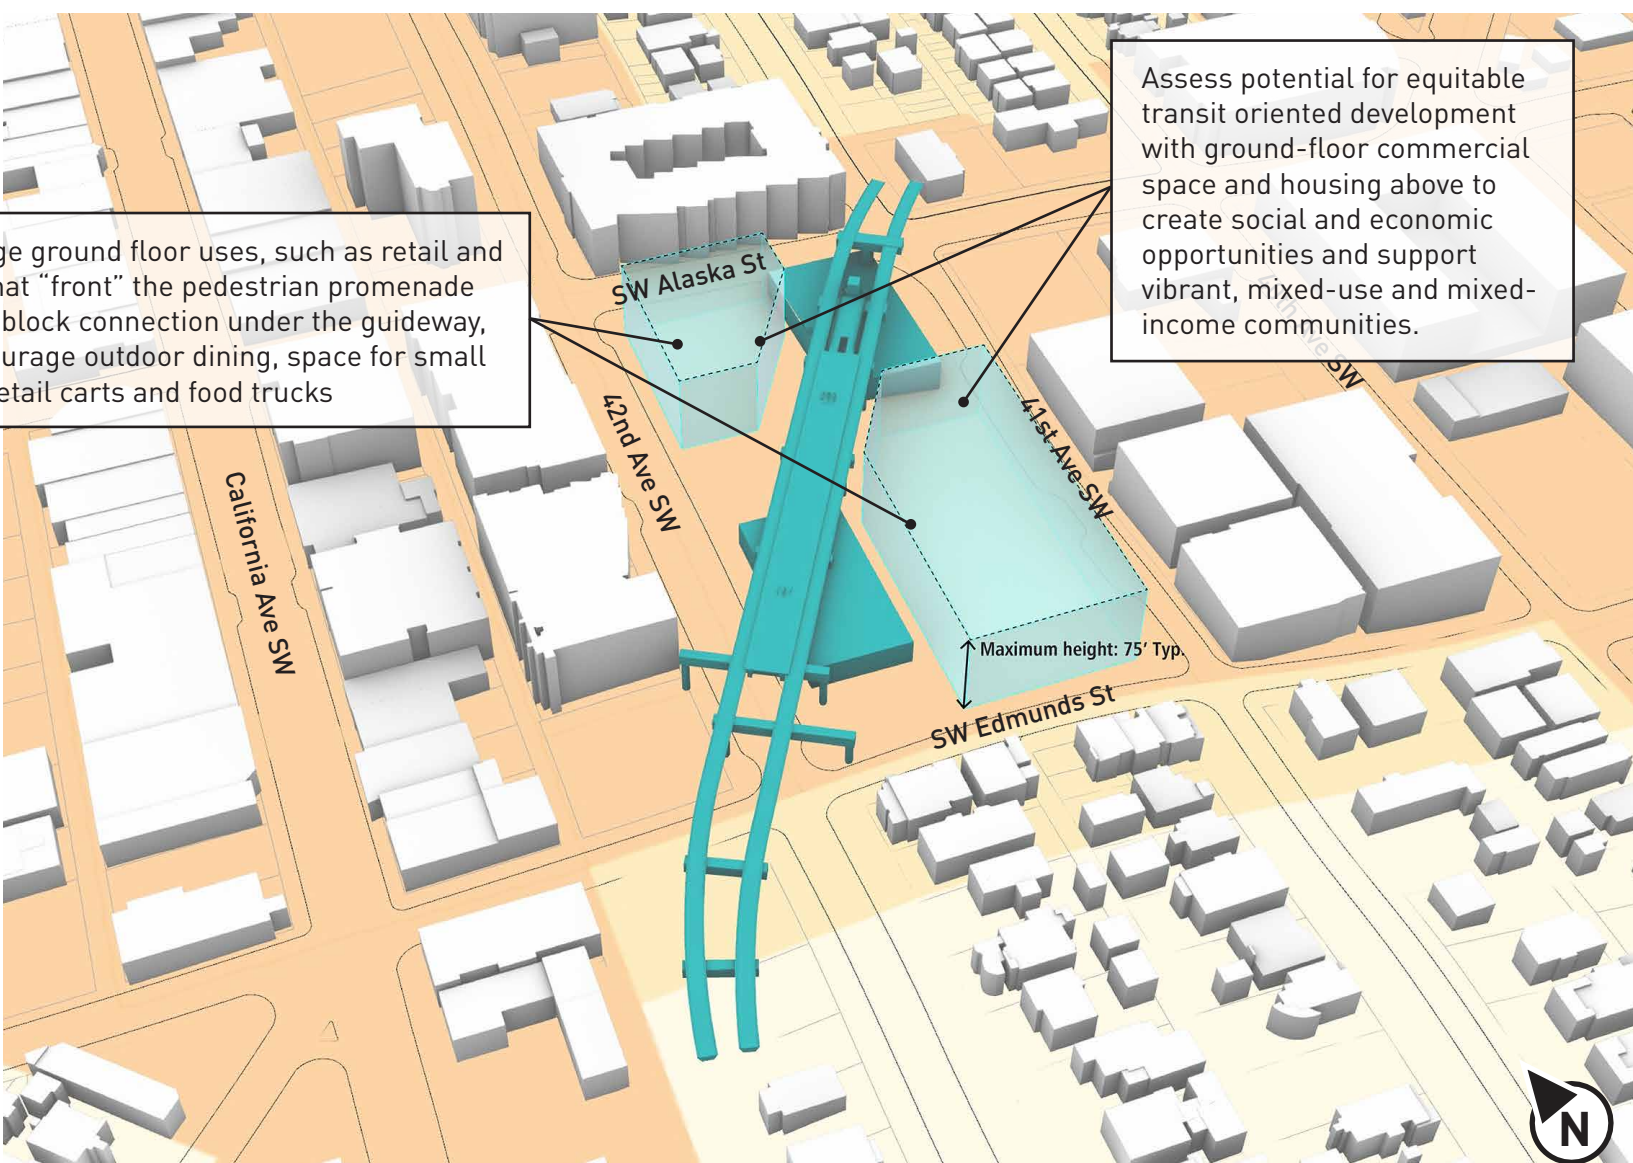 Assess potential for equitable
transit oriented development
with ground-floor commercial
space and housing above to
create social and economic
opportunities and support
vibrant, mixed-use and mixed-
income communities.
ge ground floor uses, such as retail and
hat “front” the pedestrian promenade
block connection under the guideway,
urage outdoor dining, space for small
etail carts and food trucks
SW Alaska St
42nd Ave SW
41st Ave SW
Ave SW
California Ave SW
Maximum height: 75’ Typ.
SW Edmunds St
N